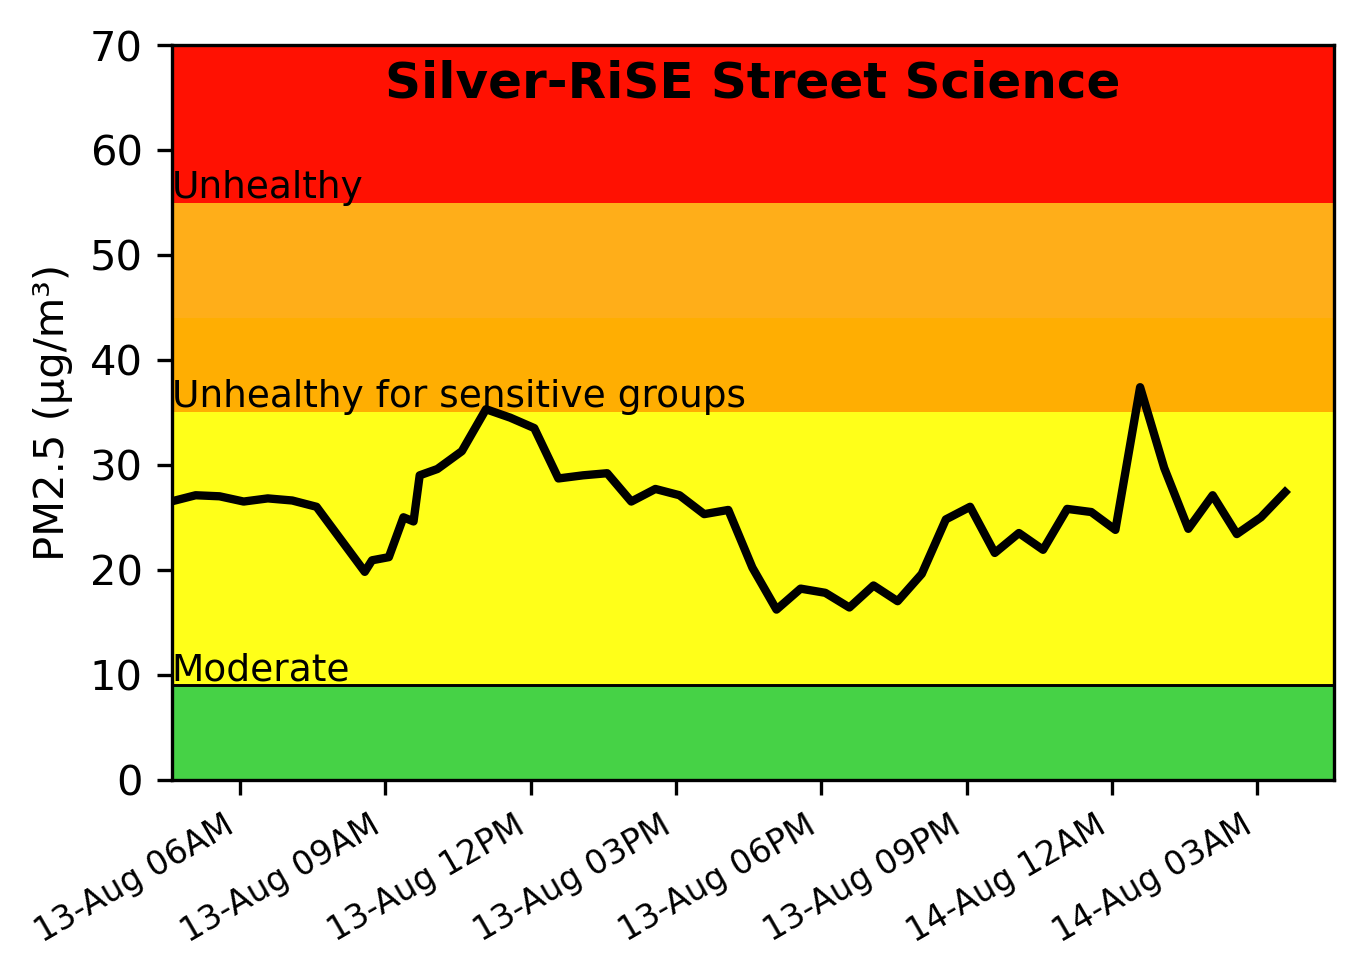 Silver-RiSE Street Science
PM2.5 (µg/m³)
70
60
50
40
30
20
10
0
Unhealthy
Unhealthy for sensitive groups
Moderate
13-Aug 06AM
13-Aug 09AM
13-Aug 12PM
13-Aug 03PM
13-Aug 06PM
13-Aug 09PM
14-Aug 12AM
14-Aug 03AM